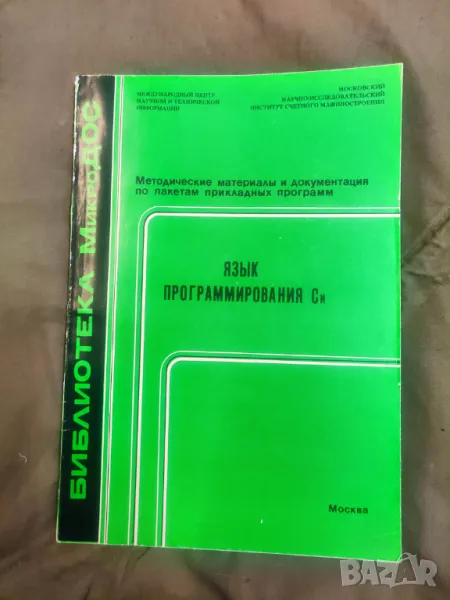 МЕЖДУНАРОДНЫЙ ЦЕНТР
НАУЧНОЙ И ТЕХНИЧЕСКОЙ
ИНФОРМАЦИИ
МОСКОВСКИЙ
НАУЧНО-ИССЛЕДОВАТЕЛЬСКИЙ
ИНСТИТУТ СЧЕТНОГО МАШИНОСТРОЕНИЯ
Методические материалы и документация
по пакетам прикладных программ
ЯЗЫК
ПРОГРАММИРОВАНИЯ Си
Москва
БИБЛИОТЕКА МикроДОС
BAZAR